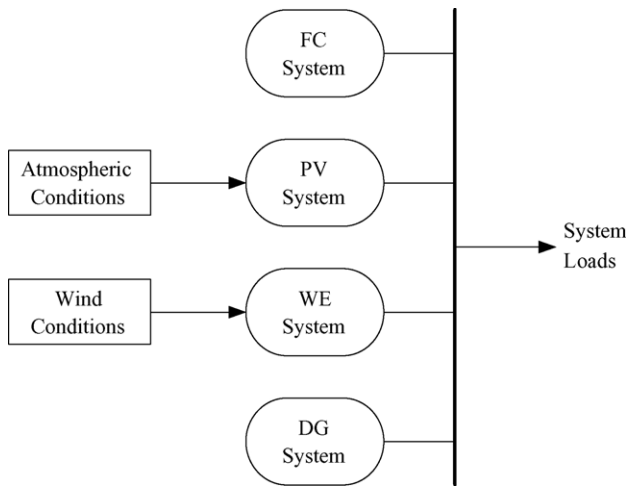 FC
System
Atmospheric
Conditions
PV
System
System
Loads
Wind
Conditions
WE
System
DG
System